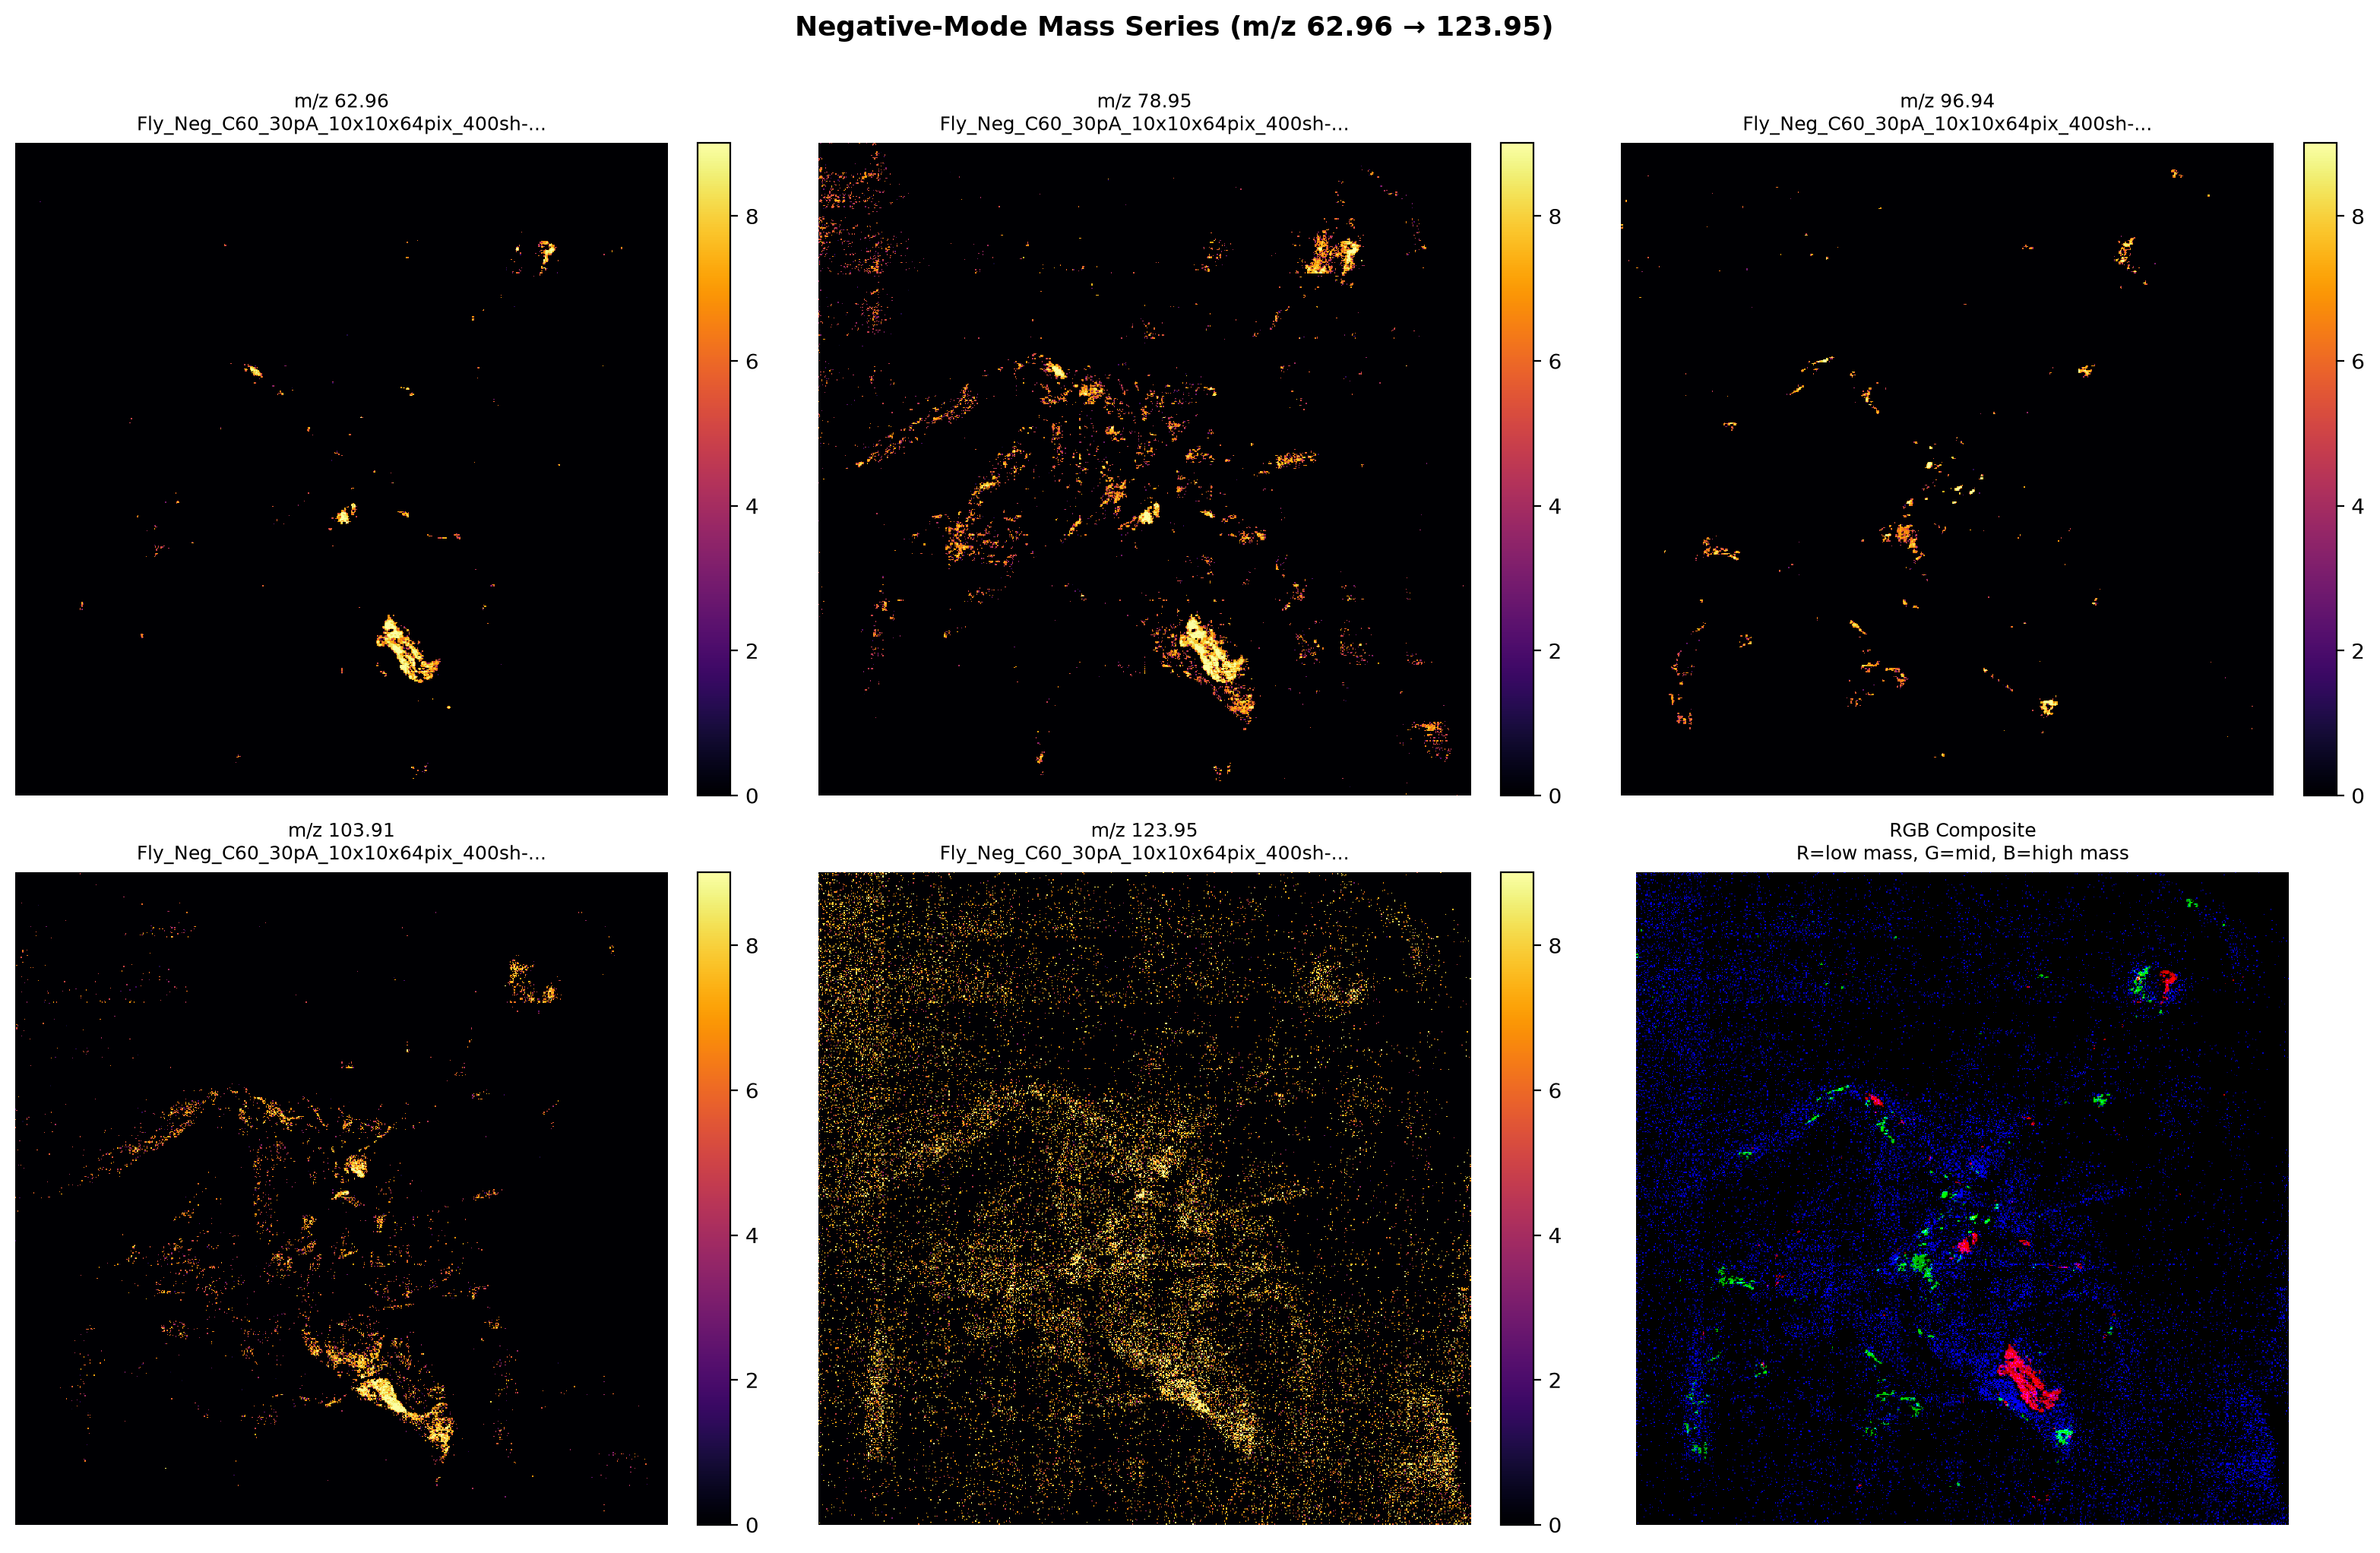 Negative-Mode Mass Series (m/z 62.96 → 123.95)
m/z 62.96
Fly_Neg_C60_30pA_10x10x64pix_400sh-...
8
6
4
2
0
m/z 78.95
Fly_Neg_C60_30pA_10x10x64pix_400sh-...
8
6
4
2
0
m/z 96.94
Fly_Neg_C60_30pA_10x10x64pix_400sh-...
8
6
4
2
0
m/z 103.91
Fly_Neg_C60_30pA_10x10x64pix_400sh-...
8
6
4
2
0
m/z 123.95
Fly_Neg_C60_30pA_10x10x64pix_400sh-...
8
6
4
2
0
RGB Composite
R=low mass, G=mid, B=high mass